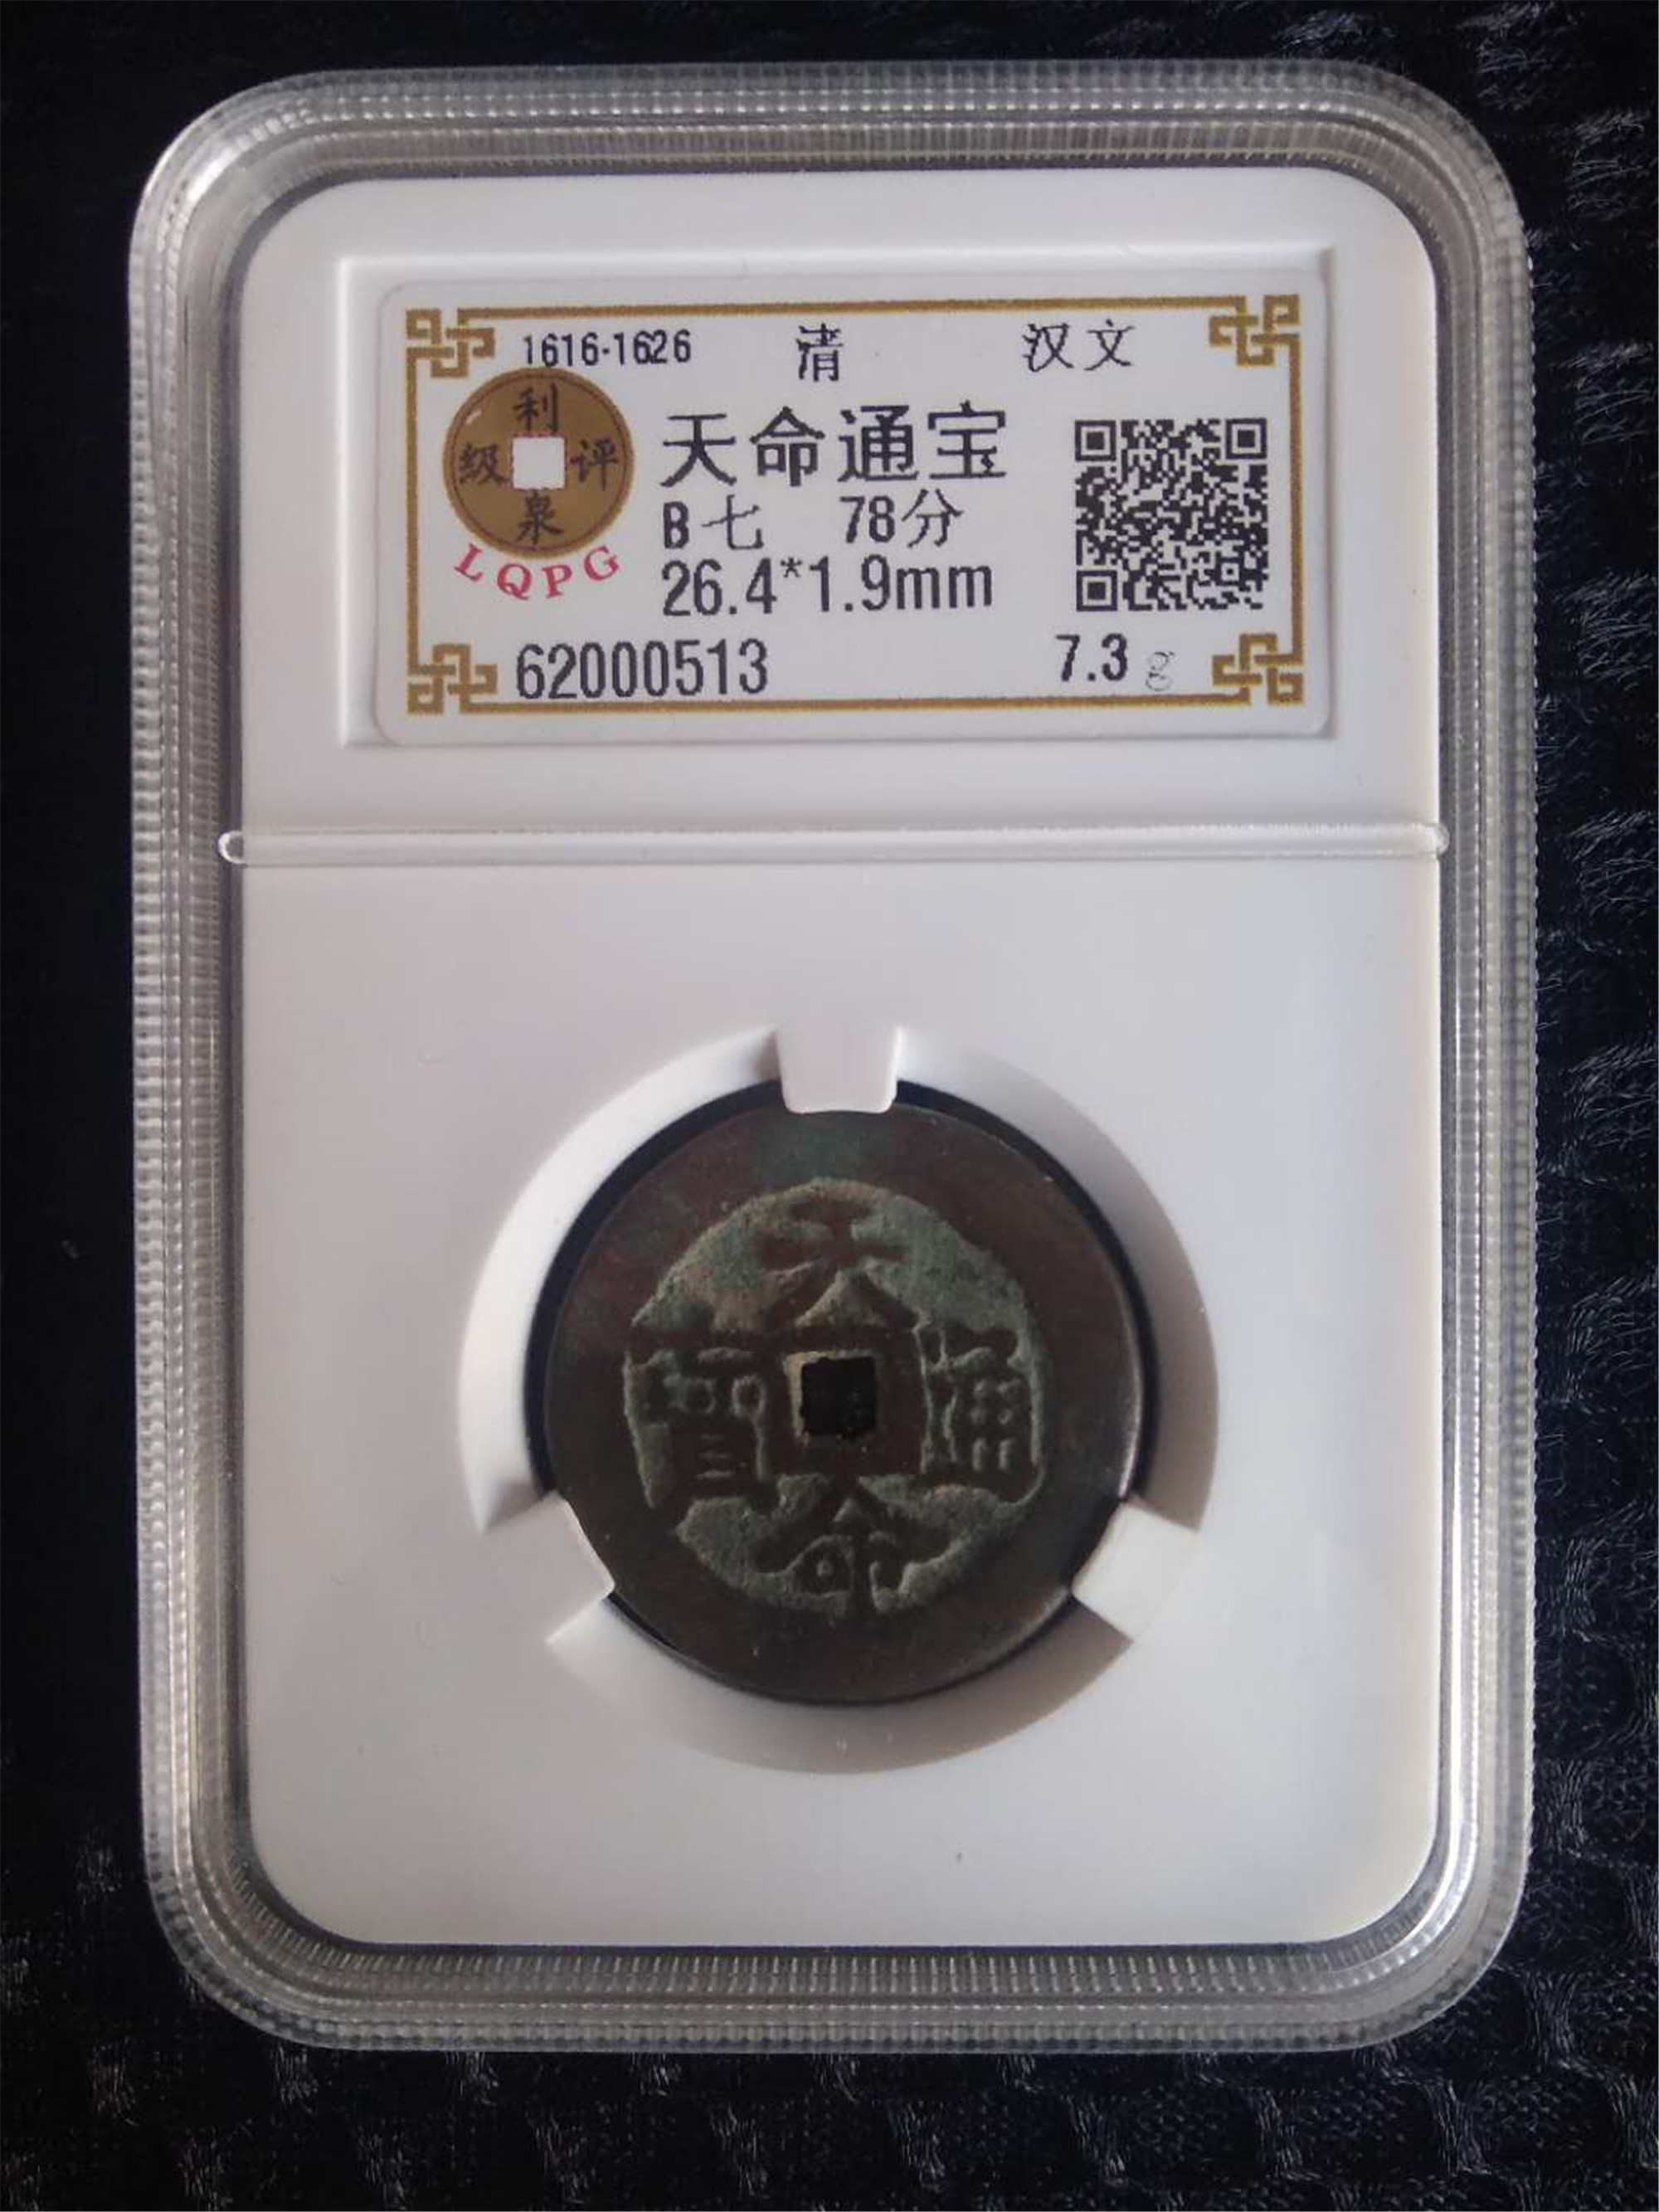 1616-1626 清 汉文
利泉评级
LQPG
天命通宝
B七 78分
26.4*1.9mm
62000513 7.3 g
天命通寶